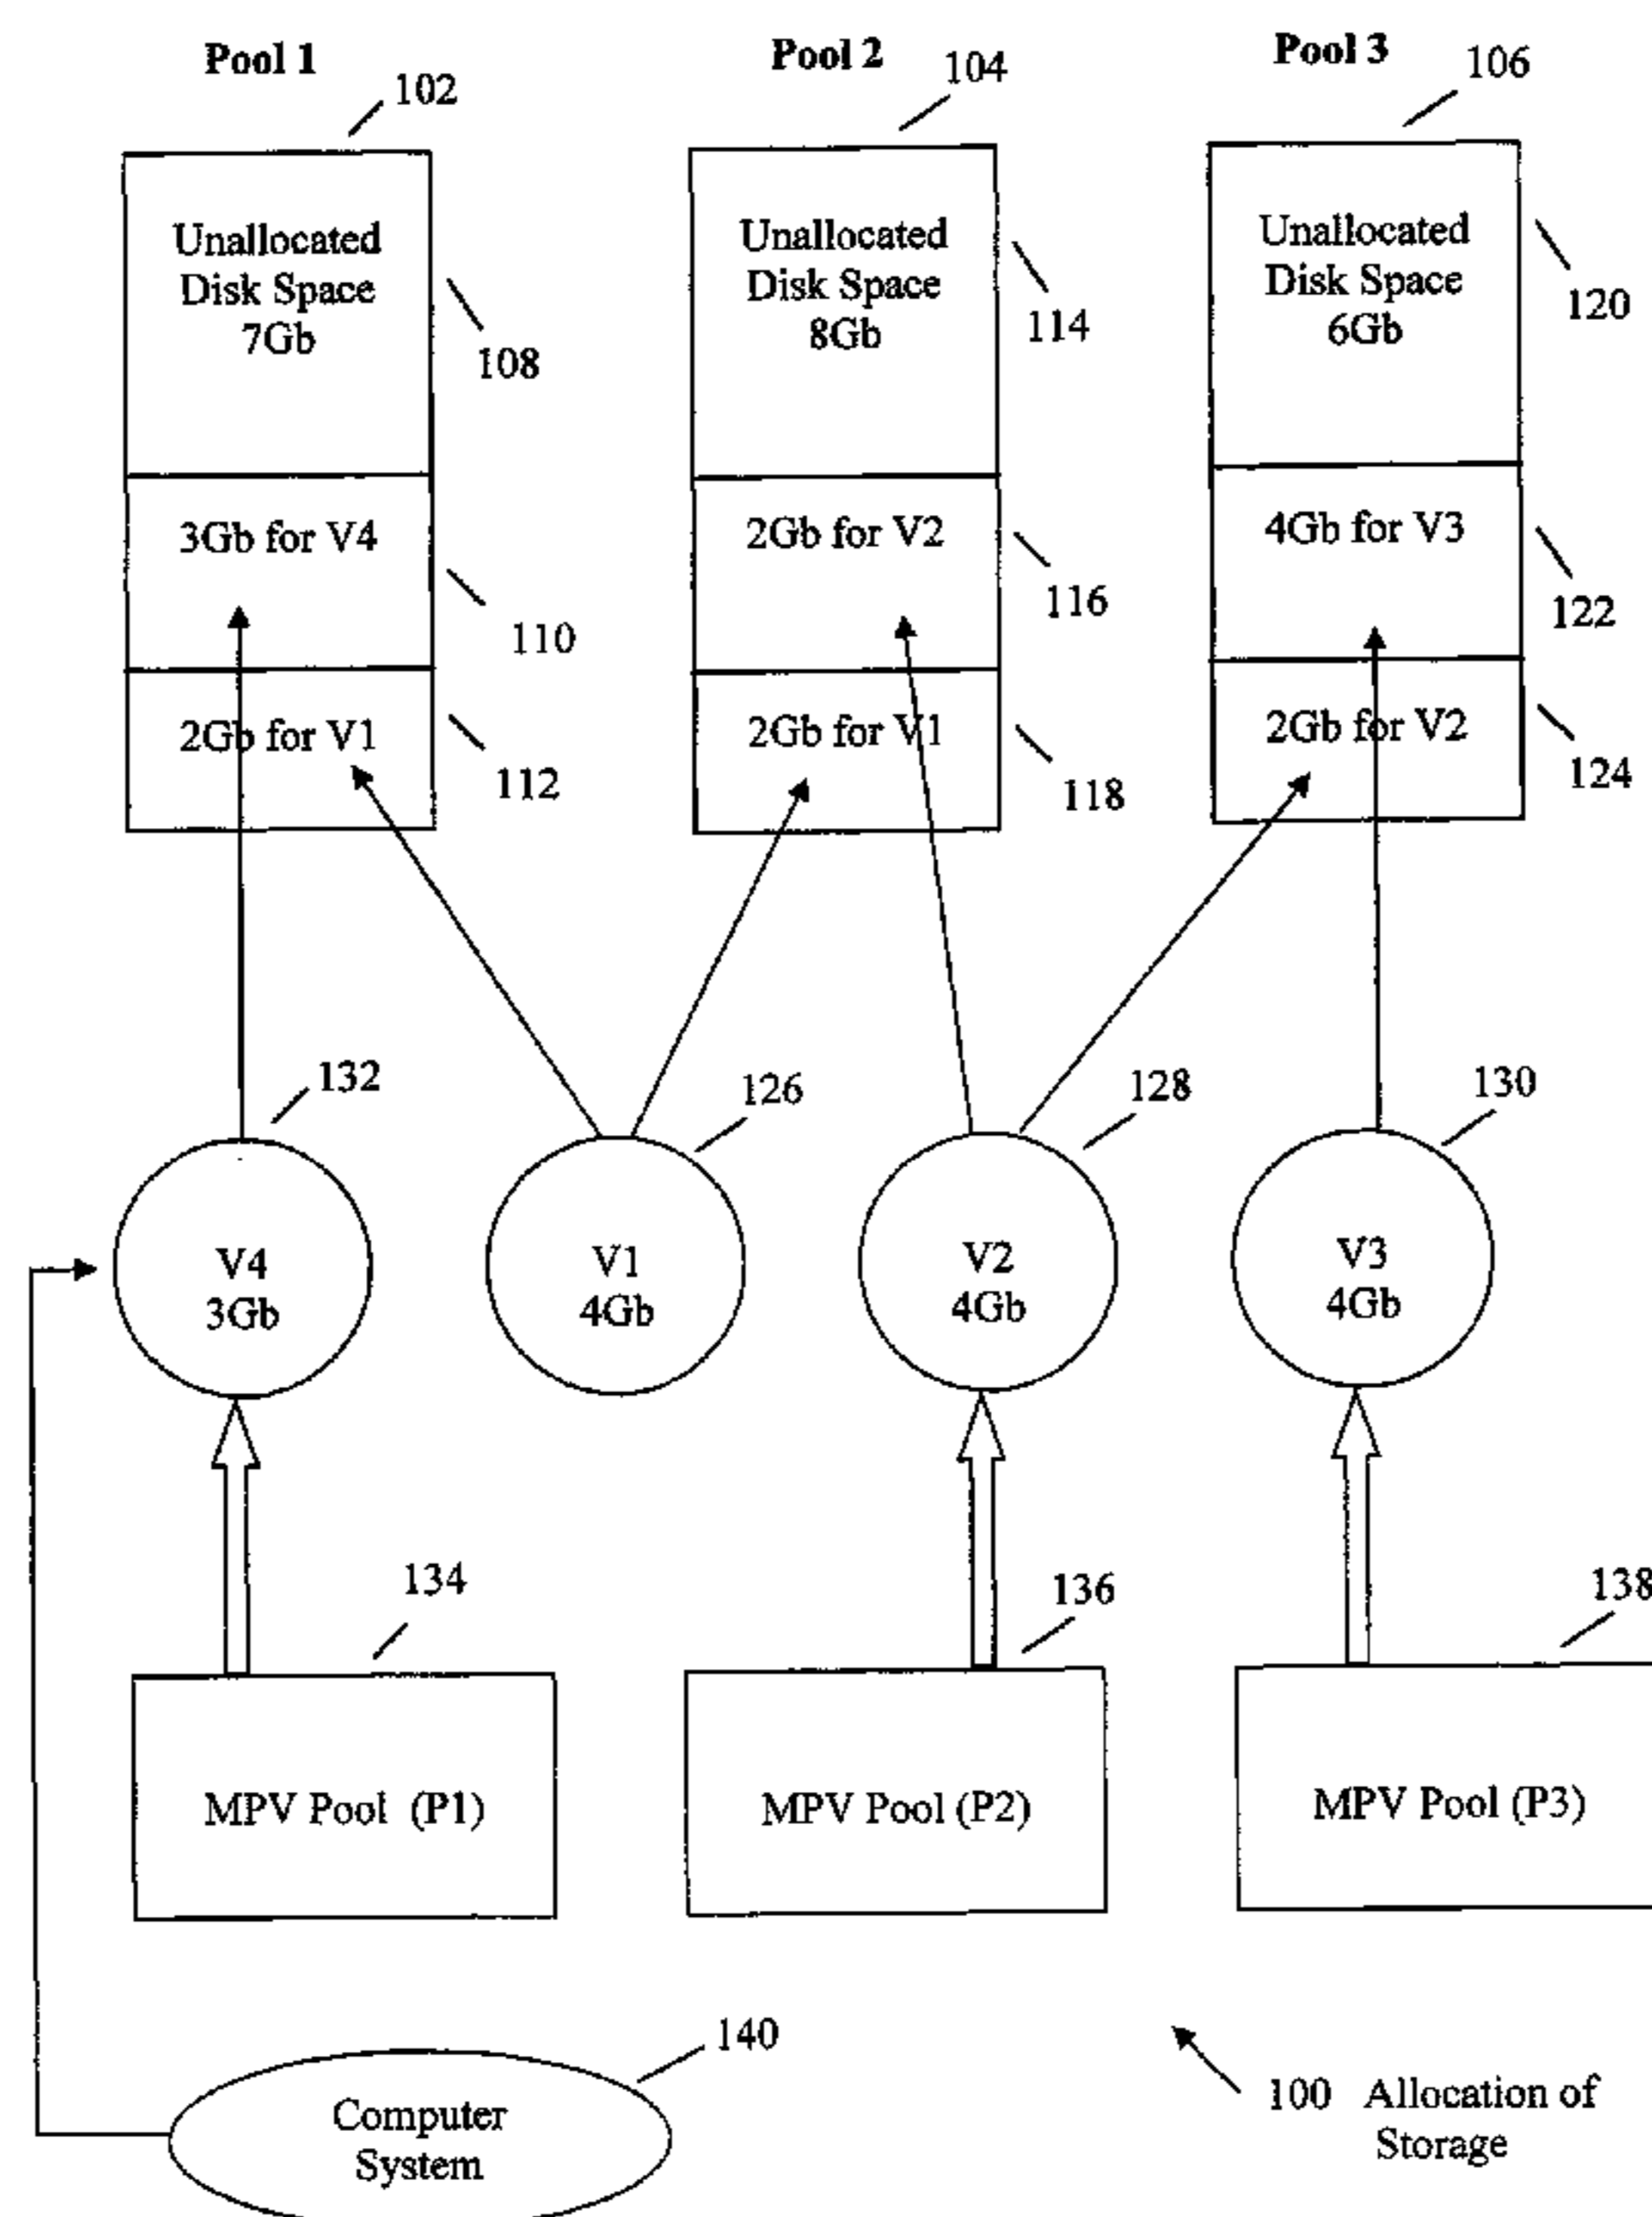 Pool 1
102
Pool 2
104
Pool 3
106
Unallocated
Disk Space
7Gb
108
Unallocated
Disk Space
8Gb
114
Unallocated
Disk Space
6Gb
120
3Gb for V4
110
2Gb for V2
116
4Gb for V3
122
2Gb for V1
112
2Gb for V1
118
2Gb for V2
124
132
126
128
130
V4
3Gb
V1
4Gb
V2
4Gb
V3
4Gb
134
136
138
MPV Pool (P1)
MPV Pool (P2)
MPV Pool (P3)
140
Computer
System
100 Allocation of
Storage